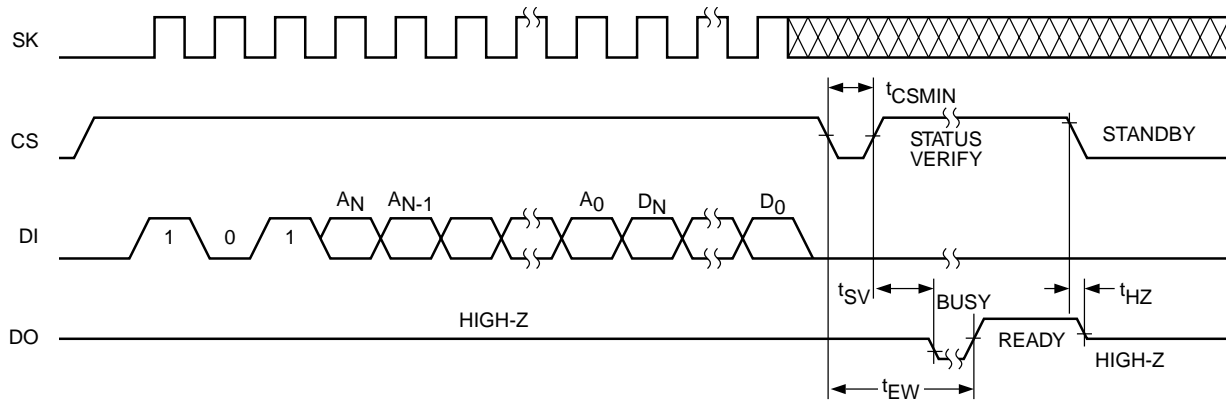 SK
tCSMIN
CS
STATUS
VERIFY
STANDBY
AN
AN-1
A0
DN
D0
DI
1
0
1
tSV
BUSY
tHZ
HIGH-Z
DO
READY
HIGH-Z
tEW